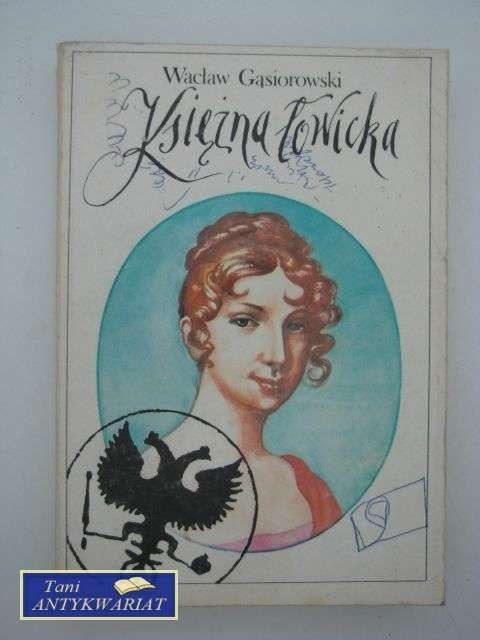 Wacław Gąsiorowski
Księżna Łowicka
Tani
ANTYKWARIAT